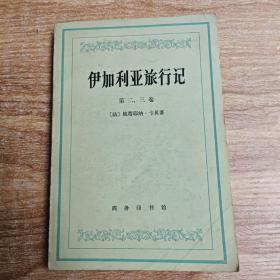 伊加利亚旅行记
第二、三卷
〔法〕埃蒂耶纳·卡贝著
商务印书馆